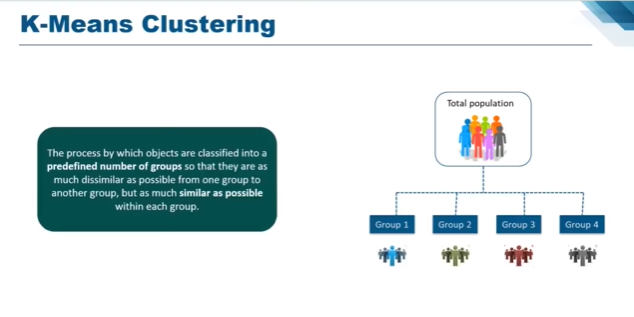 K-Means Clustering
The process by which objects are classified into a
predefined number of groups so that they are as
much dissimilar as possible from one group to
another group, but as much similar as possible
within each group.
Total population
Group 1
Group 2
Group 3
Group 4